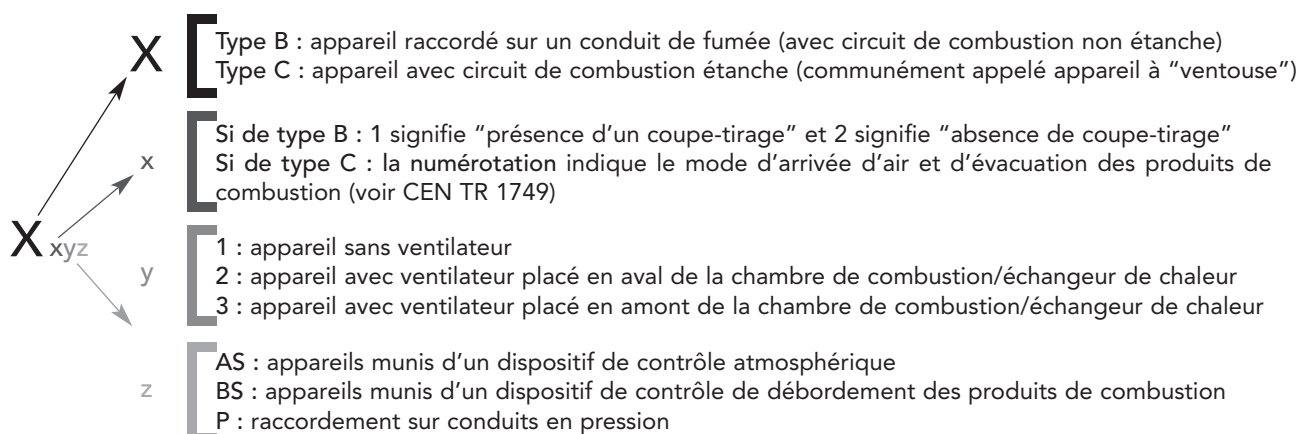 X
Type B : appareil raccordé sur un conduit de fumée (avec circuit de combustion non étanche)
Type C : appareil avec circuit de combustion étanche (communément appelé appareil à “ventouse”)
x
Si de type B : 1 signifie “présence d’un coupe-tirage” et 2 signifie “absence de coupe-tirage”
Si de type C : la numérotation indique le mode d’arrivée d’air et d’évacuation des produits de
combustion (voir CEN TR 1749)
X xyz
y
1 : appareil sans ventilateur
2 : appareil avec ventilateur placé en aval de la chambre de combustion/échangeur de chaleur
3 : appareil avec ventilateur placé en amont de la chambre de combustion/échangeur de chaleur
z
AS : appareils munis d’un dispositif de contrôle atmosphérique
BS : appareils munis d’un dispositif de contrôle de débordement des produits de combustion
P : raccordement sur conduits en pression